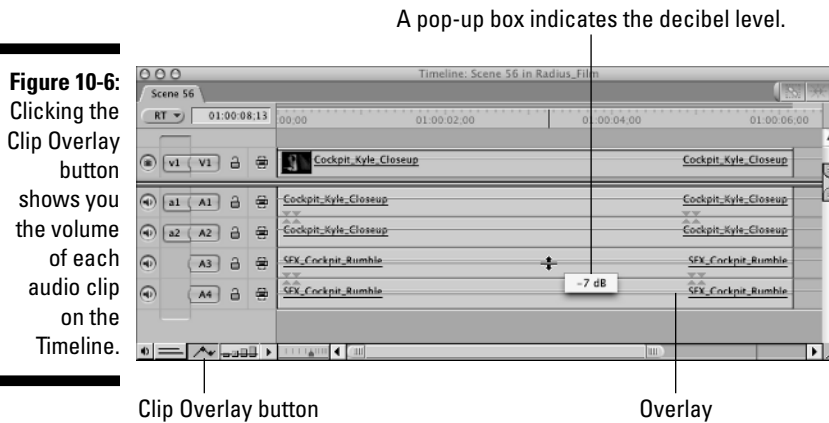 A pop-up box indicates the decibel level.
Figure 10-6:
Clicking the
Clip Overlay
button
shows you
the volume
of each
audio clip
on the
Timeline.
Timeline: Scene 56 in Radius_Film
Scene 56
RT 01:00:08;13 :00;00 01:00:02;00 01:00:04;00 01:00:06;00
v1 V1 Cockpit_Kyle_Closeup Cockpit_Kyle_Closeup
a1 A1 Cockpit_Kyle_Closeup Cockpit_Kyle_Closeup
a2 A2 Cockpit_Kyle_Closeup Cockpit_Kyle_Closeup
A3 SFX_Cockpit_Rumble SFX_Cockpit_Rumble
-7 dB
A4 SFX_Cockpit_Rumble SFX_Cockpit_Rumble
Clip Overlay button Overlay